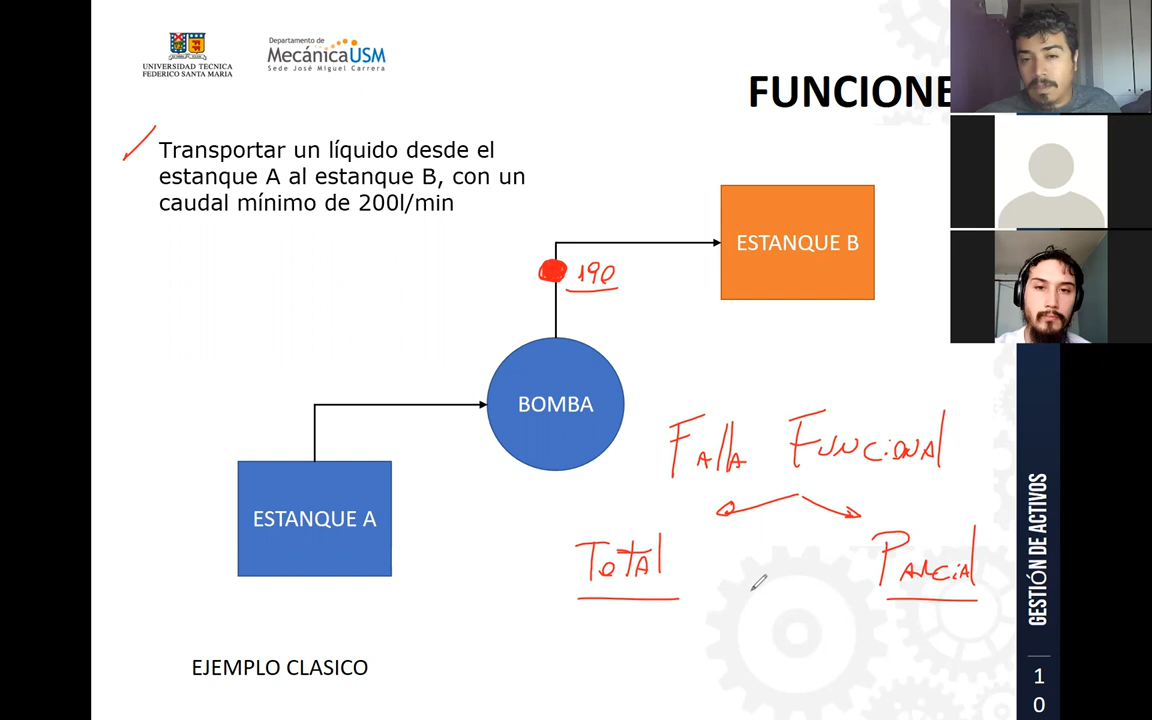 UNIVERSIDAD TECNICA
FEDERICO SANTA MARIA
Departamento de
MecánicaUSM
Sede José Miguel Carrera
FUNCIONE
Transportar un líquido desde el
estanque A al estanque B, con un
caudal mínimo de 200l/min
ESTANQUE B
190
BOMBA
Falla Funcional
ESTANQUE A
Total
Parcial
EJEMPLO CLASICO
GESTIÓN DE ACTIVOS
1
0